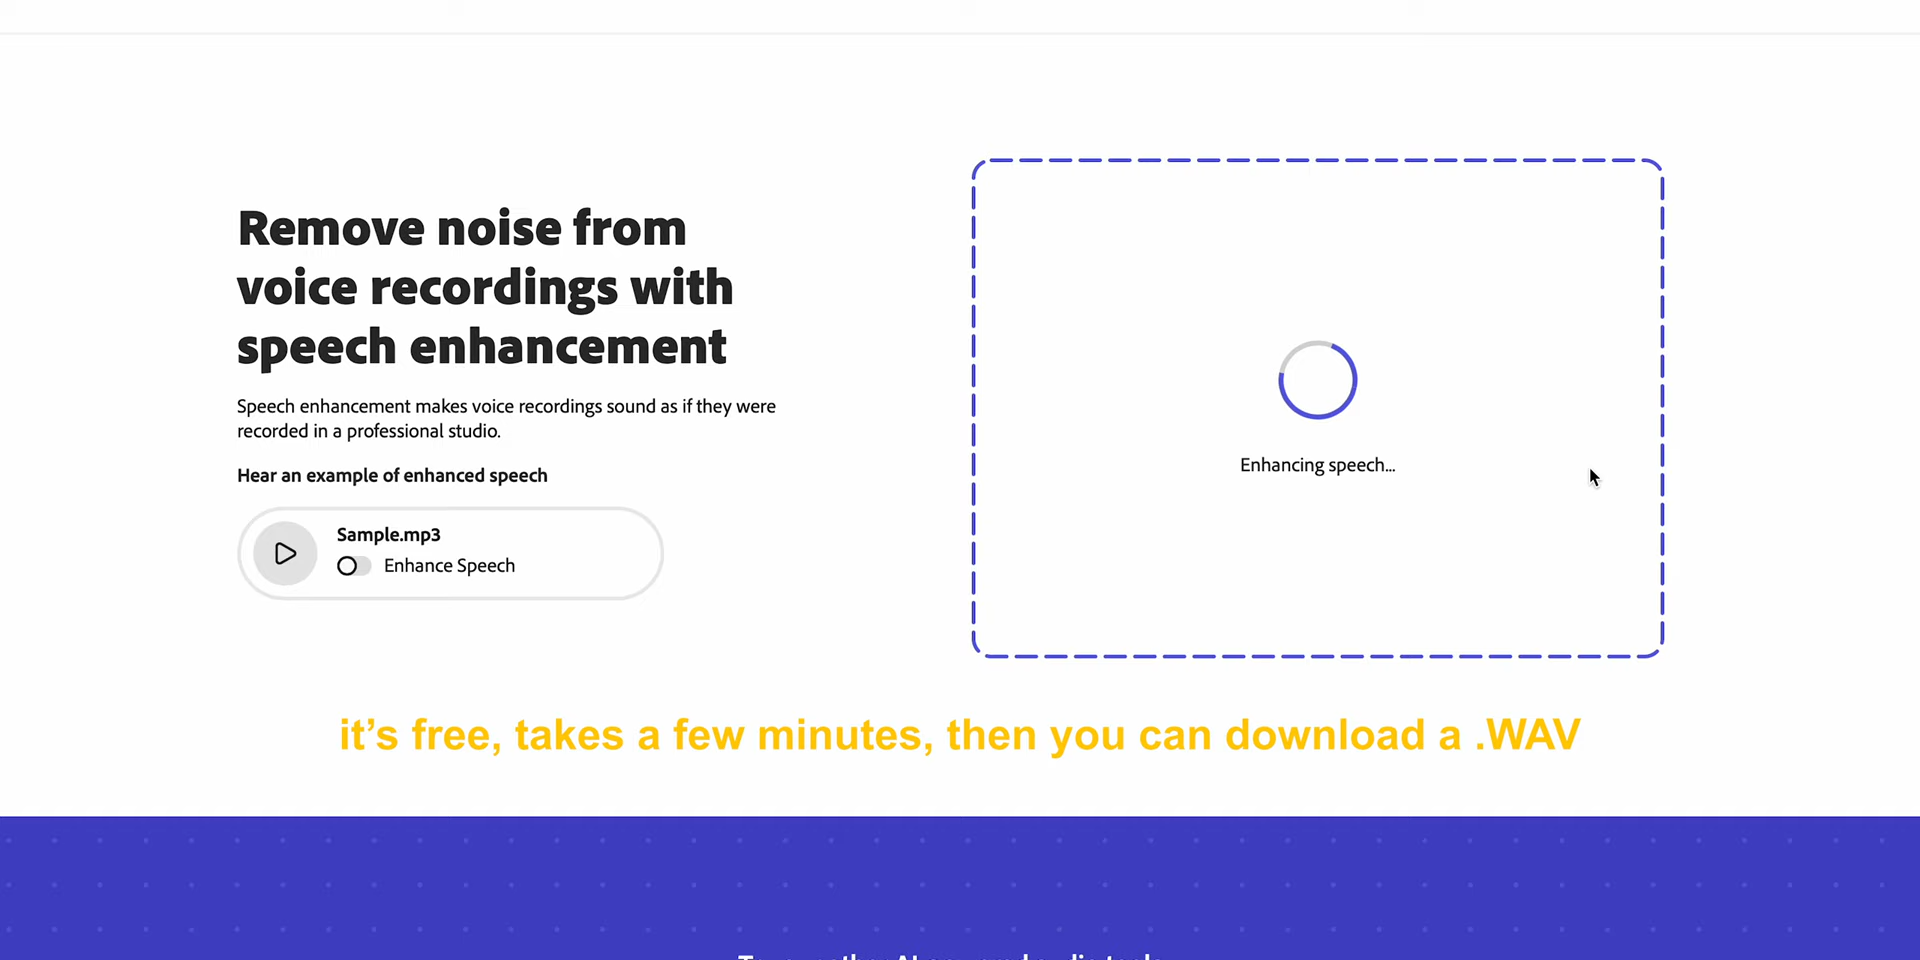 Remove noise from
voice recordings with
speech enhancement
Speech enhancement makes voice recordings sound as if they were
recorded in a professional studio.
Hear an example of enhanced speech
Sample.mp3
Enhance Speech
Enhancing speech...
it’s free, takes a few minutes, then you can download a .WAV